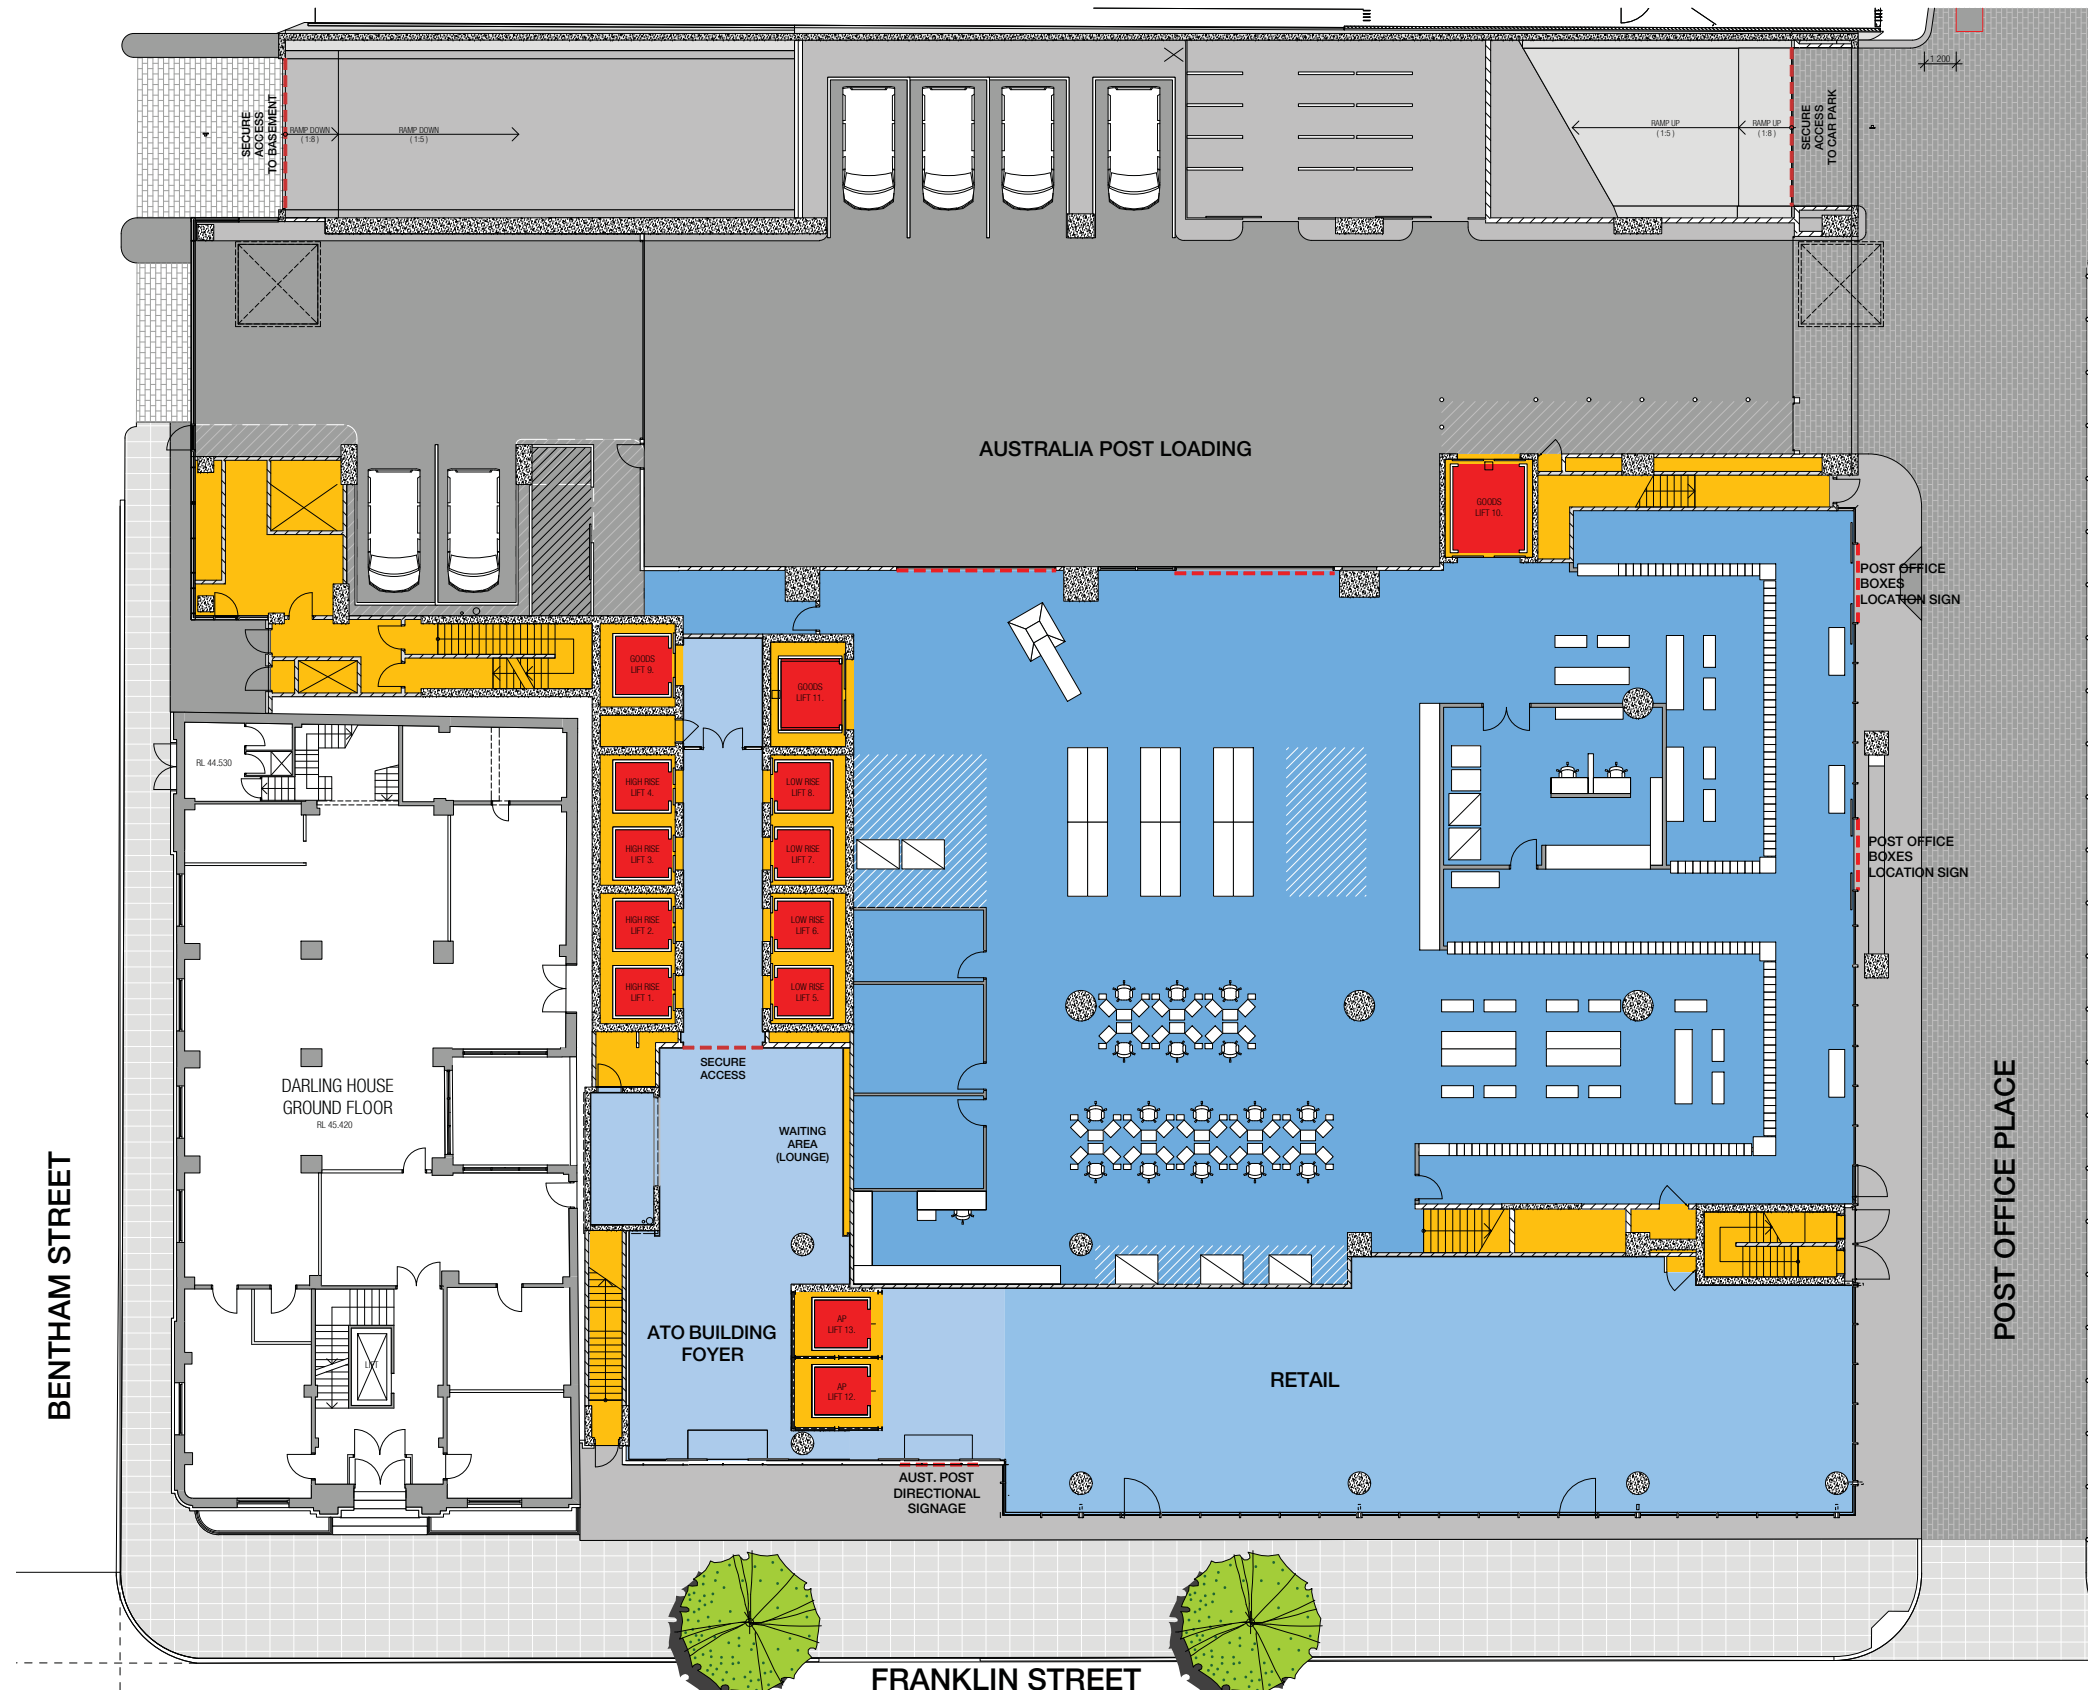 1 200
SECURE
ACCESS
TO BASEMENT
RAMP DOWN
(1:8)
RAMP DOWN
(1:5)
RAMP UP
(1:5)
RAMP UP
(1:8)
SECURE
ACCESS
TO CAR PARK
AUSTRALIA POST LOADING
GOODS
LIFT 10.
POST OFFICE
BOXES
LOCATION SIGN
GOODS
LIFT 9.
GOODS
LIFT 11.
RL 44.530
HIGH RISE
LIFT 4.
LOW RISE
LIFT 8.
HIGH RISE
LIFT 3.
LOW RISE
LIFT 7.
POST OFFICE
BOXES
LOCATION SIGN
HIGH RISE
LIFT 2.
LOW RISE
LIFT 6.
HIGH RISE
LIFT 1.
LOW RISE
LIFT 5.
SECURE
ACCESS
DARLING HOUSE
GROUND FLOOR
RL 45.420
WAITING
AREA
(LOUNGE)
BENTHAM STREET
POST OFFICE PLACE
ATO BUILDING
FOYER
AP
LIFT 13.
AP
LIFT 12.
LIFT
RETAIL
AUST. POST
DIRECTIONAL
SIGNAGE
FRANKLIN STREET